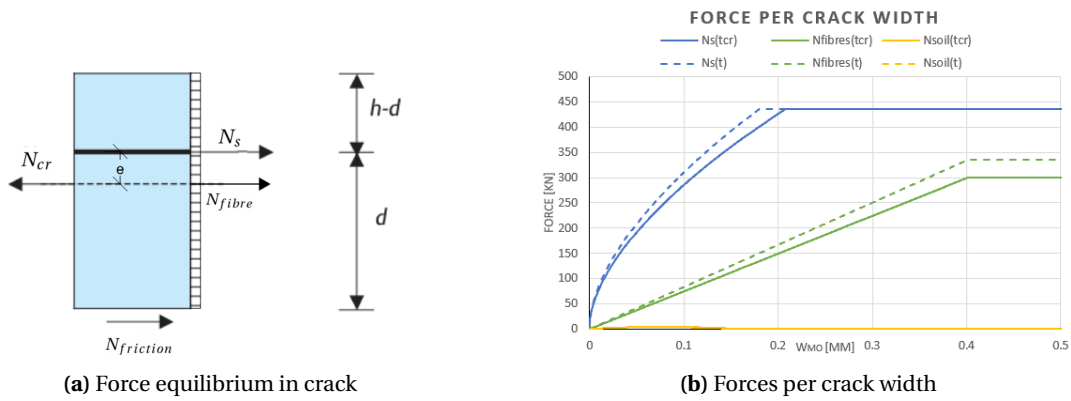 N_cr
N_s
e
N_fibre
h-d
d
N_friction
(a) Force equilibrium in crack
FORCE PER CRACK WIDTH
Ns(tcr) Nfibres(tcr) Nsoil(tcr)
Ns(t) Nfibres(t) Nsoil(t)
FORCE [KN]
500
450
400
350
300
250
200
150
100
50
0
0 0.1 0.2 0.3 0.4 0.5
WMO [MM]
(b) Forces per crack width